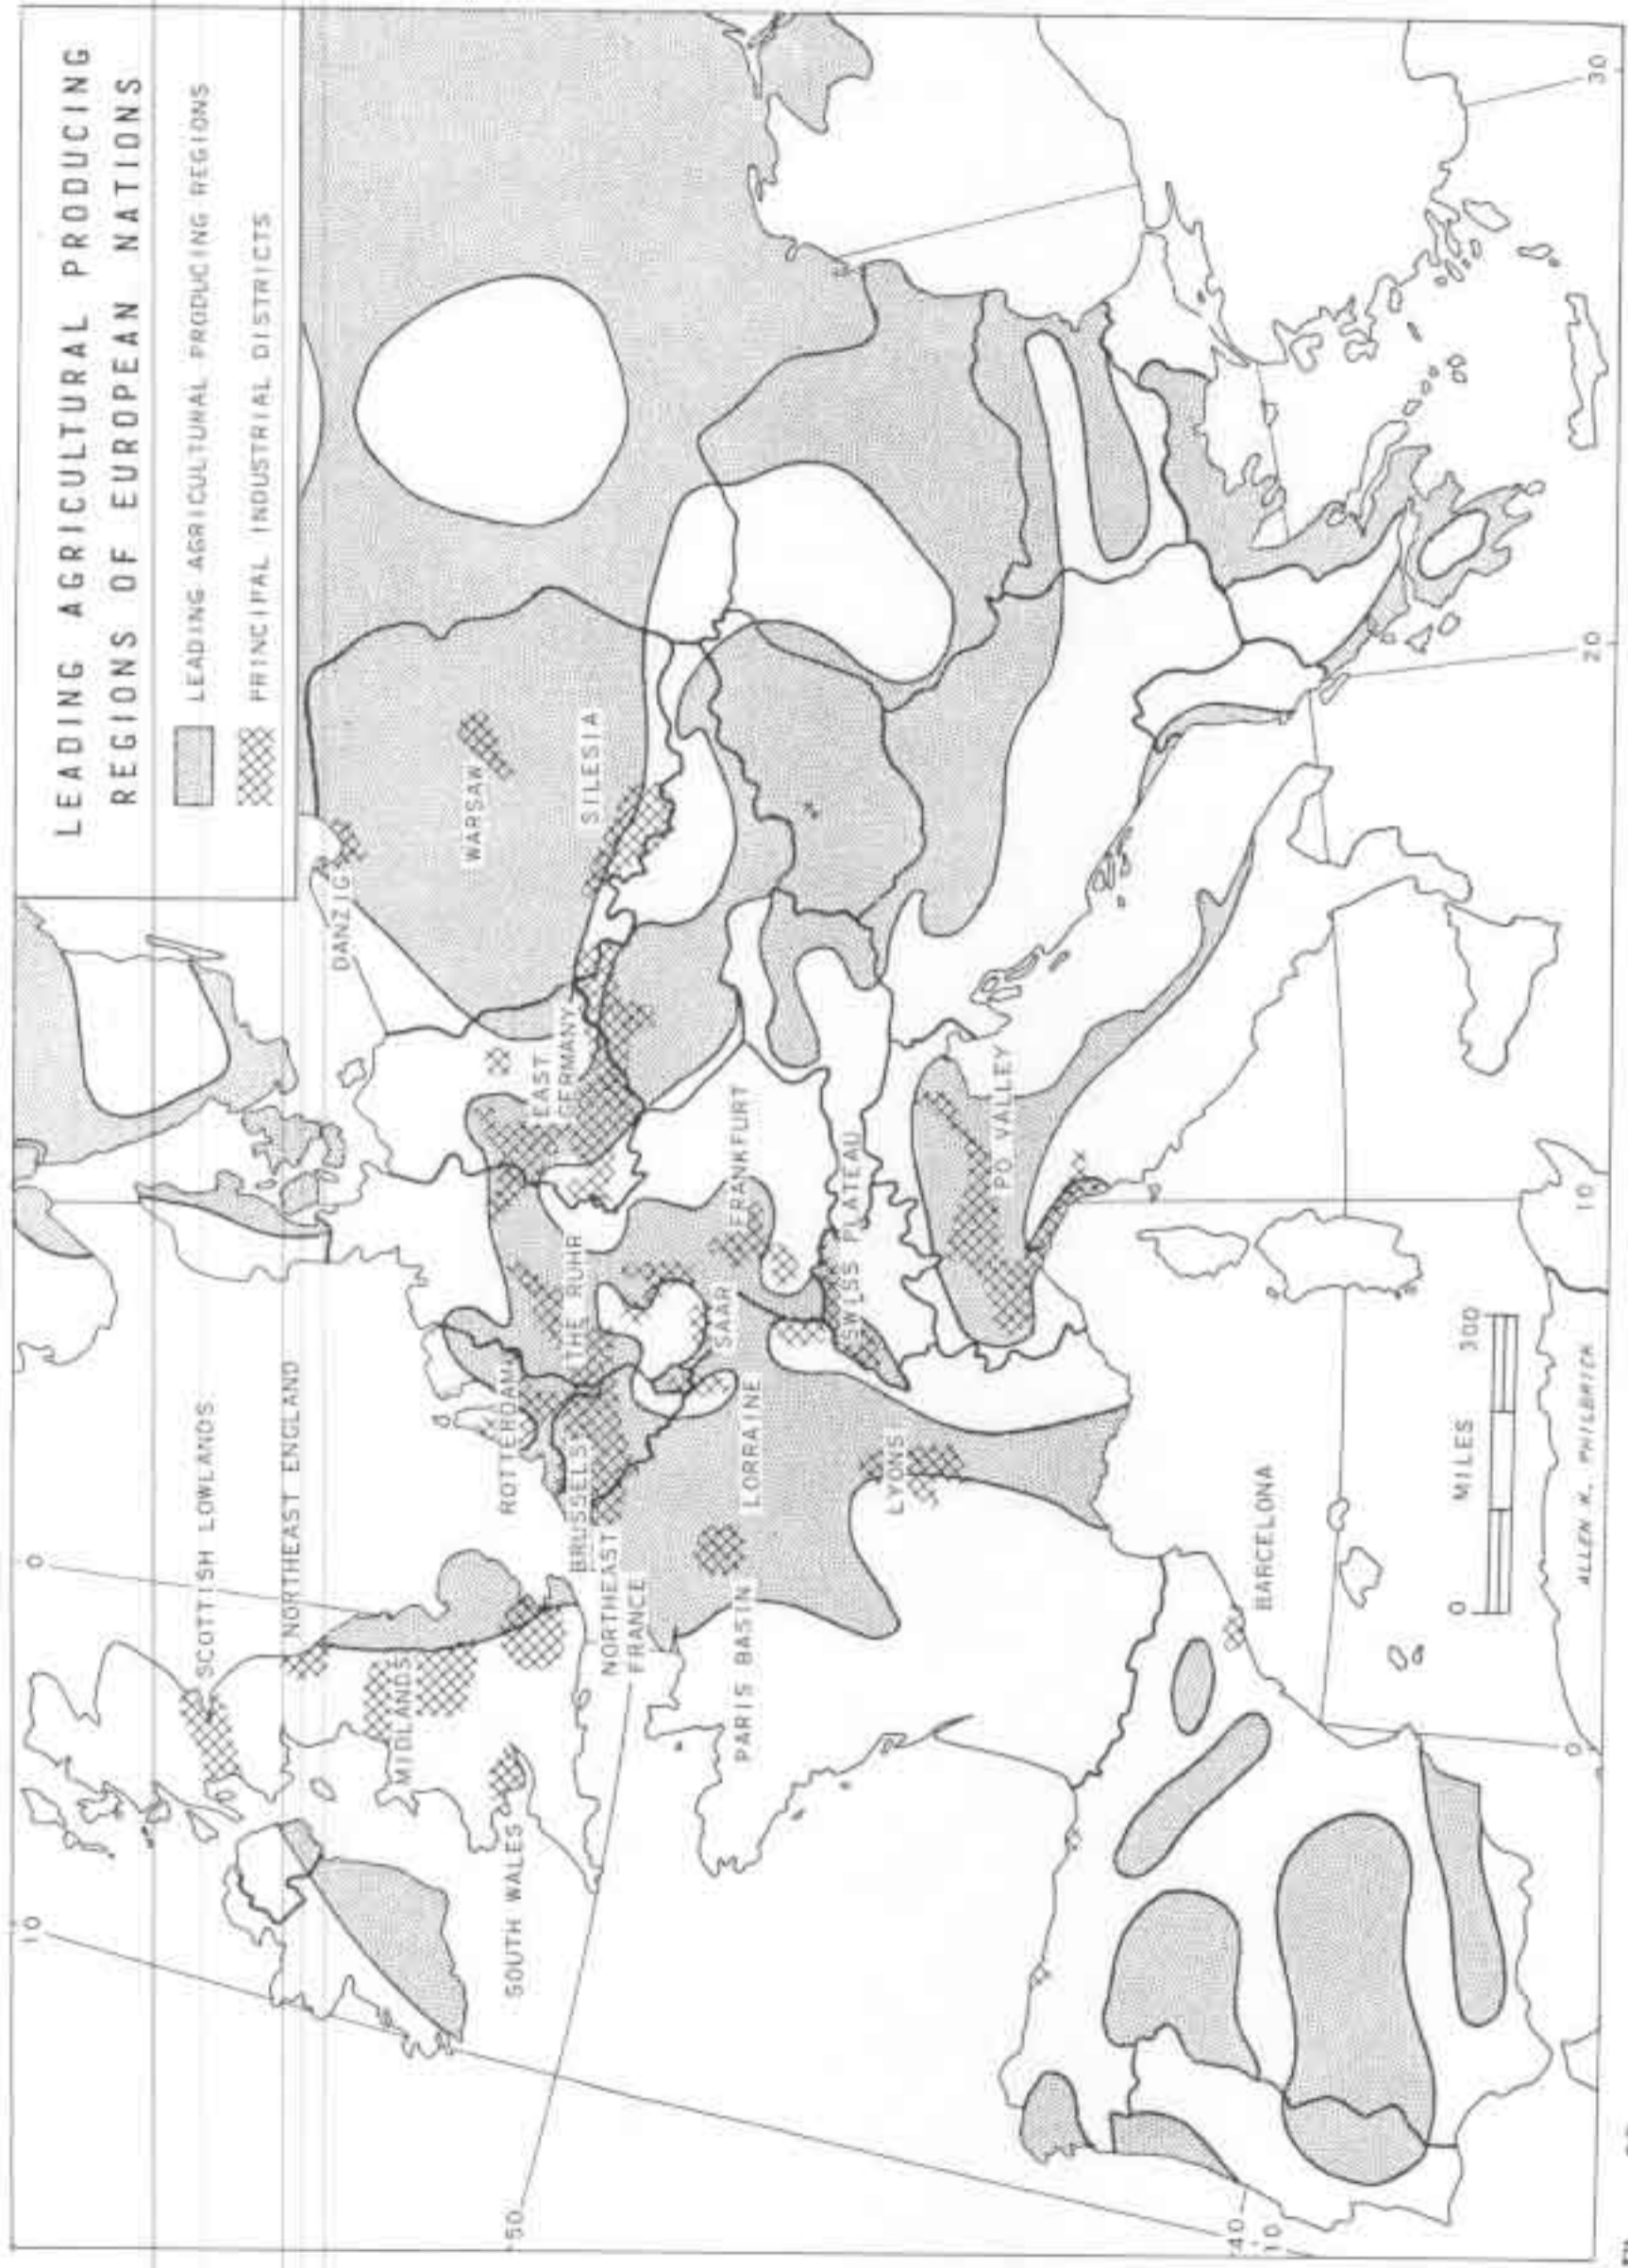 LEADING AGRICULTURAL PRODUCING
REGIONS OF EUROPEAN NATIONS
LEADING AGRICULTURAL PRODUCING REGIONS
PRINCIPAL INDUSTRIAL DISTRICTS
10
0
SCOTTISH LOWLANDS
NORTHEAST ENGLAND
MIDLANDS
SOUTH WALES
DANZIG
WARSAW
SILESIA
EAST
GERMANY
ROTTERDAM
THE RUHR
BRUSSELS
NORTHEAST
FRANCE
50
FRANKFURT
SAAR
LORRAINE
PARIS BASIN
SWISS PLATEAU
LYONS
PO VALLEY
BARCELONA
40
10
MILES
0 300
0
10
20
30
ALLEN K. PHILBRICK